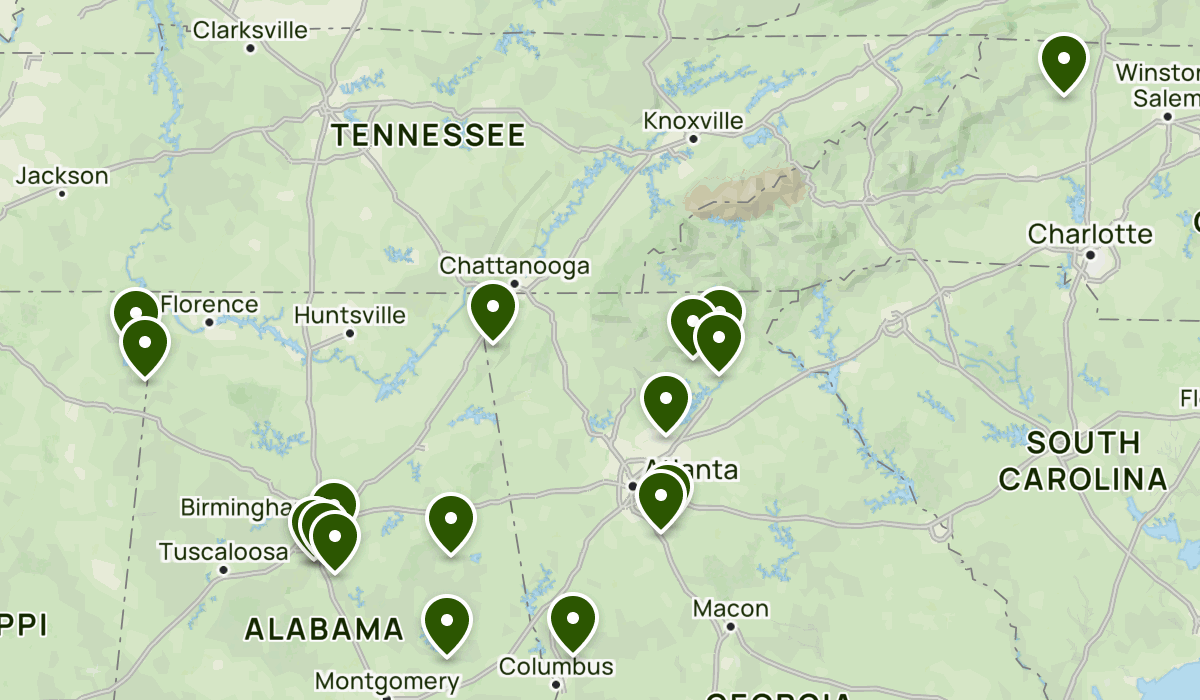 Clarksville
Winston
Salem
Knoxville
TENNESSEE
Jackson
Charlotte
Chattanooga
Florence
Huntsville
SOUTH
CAROLINA
Atlanta
Birmingha
Tuscaloosa
Macon
ALABAMA
PPI
Columbus
Montgomery
GEORGIA